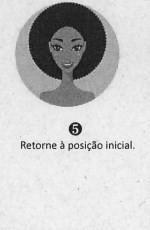 ❺
Retorne à posição inicial.